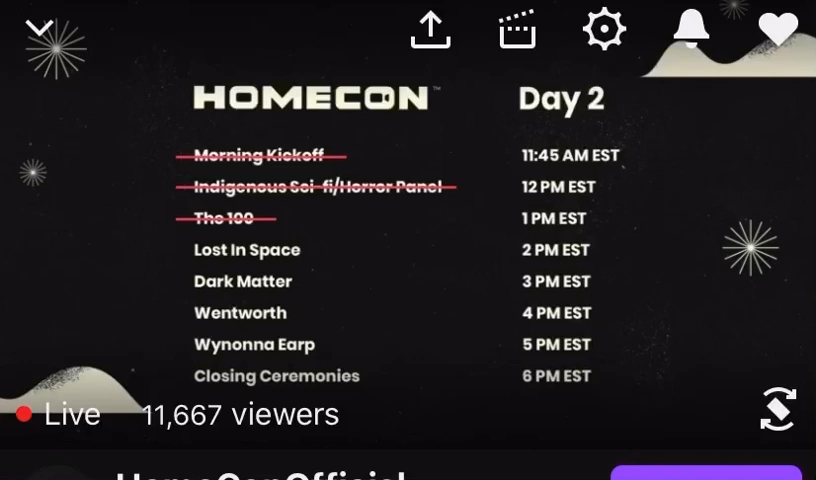 HOMECON™ Day 2
Morning Kickoff 11:45 AM EST
Indigenous Sci-fi/Horror Panel 12 PM EST
The 100 1 PM EST
Lost In Space 2 PM EST
Dark Matter 3 PM EST
Wentworth 4 PM EST
Wynonna Earp 5 PM EST
Closing Ceremonies 6 PM EST
Live 11,667 viewers
HomeConOfficial